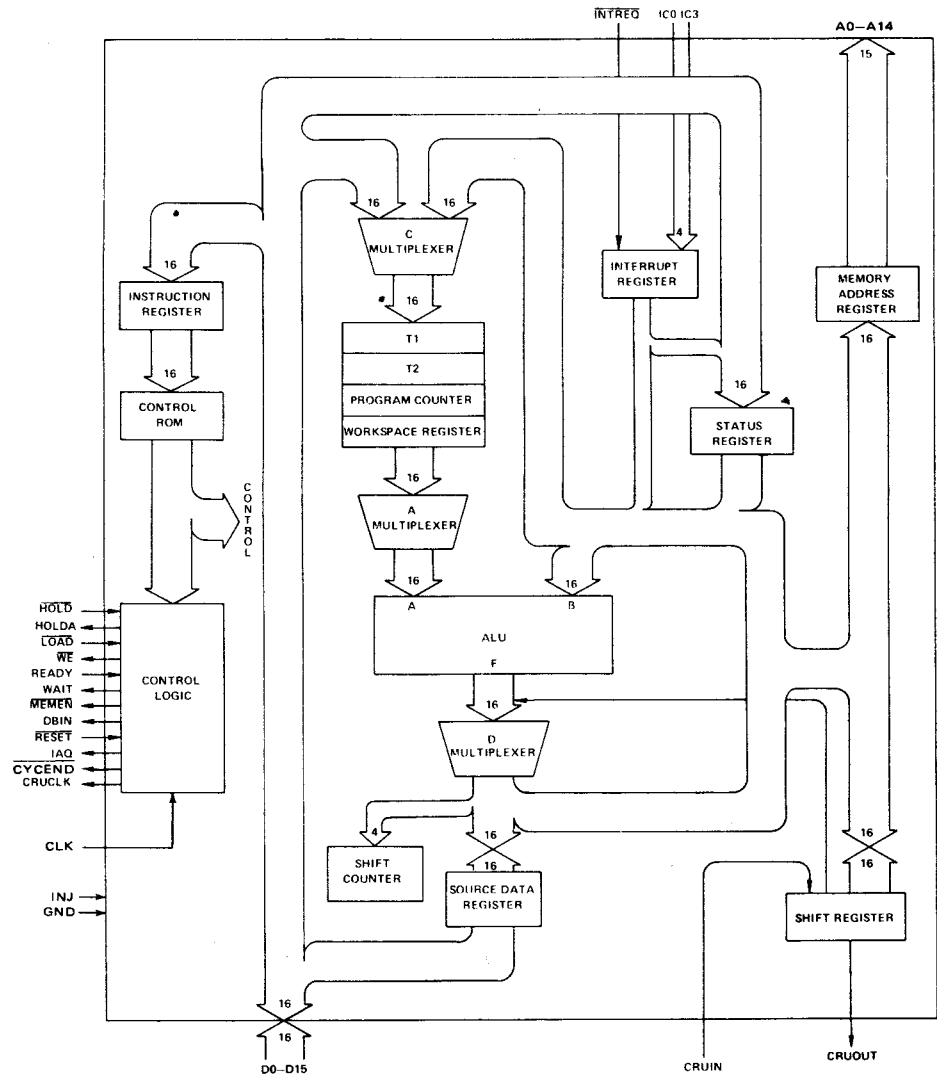 INTREQ
IC0 IC3
A0–A14
15
16
16
C
MULTIPLEXER
16
4
INTERRUPT
REGISTER
MEMORY
ADDRESS
REGISTER
16
INSTRUCTION
REGISTER
16
T1
T2
PROGRAM COUNTER
WORKSPACE REGISTER
16
16
CONTROL
ROM
16
STATUS
REGISTER
16
A
MULTIPLEXER
CONTROL
16
16
A
B
ALU
F
HOLD
HOLDA
LOAD
WE
READY
WAIT
MEMEN
DBIN
RESET
IAQ
CYCEND
CRUCLK
CONTROL
LOGIC
16
D
MULTIPLEXER
CLK
4
SHIFT
COUNTER
16
16
SOURCE DATA
REGISTER
16
16
SHIFT REGISTER
INJ
GND
16
16
D0–D15
CRUIN
CRUOUT